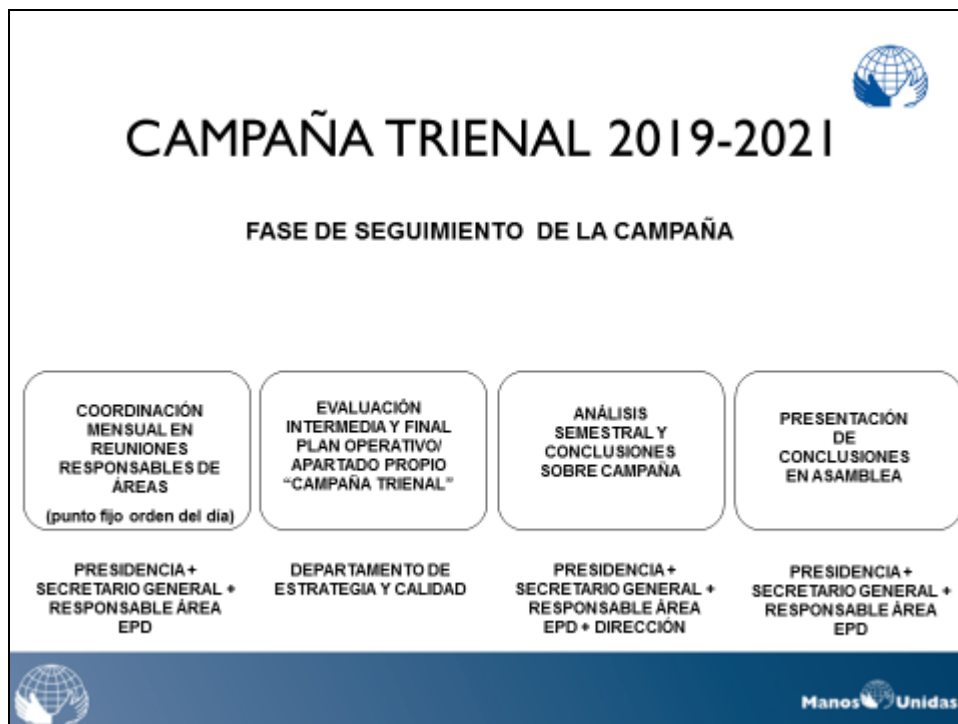 CAMPAÑA TRIENAL 2019-2021
FASE DE SEGUIMIENTO DE LA CAMPAÑA
COORDINACIÓN
MENSUAL EN
REUNIONES
RESPONSABLES DE
ÁREAS
(punto fijo orden del día)
EVALUACIÓN
INTERMEDIA Y FINAL
PLAN OPERATIVO/
APARTADO PROPIO
“CAMPAÑA TRIENAL”
ANÁLISIS
SEMESTRAL Y
CONCLUSIONES
SOBRE CAMPAÑA
PRESENTACIÓN
DE
CONCLUSIONES
EN ASAMBLEA
PRESIDENCIA +
SECRETARIO GENERAL +
RESPONSABLE ÁREA
EPD
DEPARTAMENTO DE
ESTRATEGIA Y CALIDAD
PRESIDENCIA +
SECRETARIO GENERAL +
RESPONSABLE ÁREA
EPD + DIRECCIÓN
PRESIDENCIA +
SECRETARIO GENERAL +
RESPONSABLE ÁREA
EPD
Manos Unidas